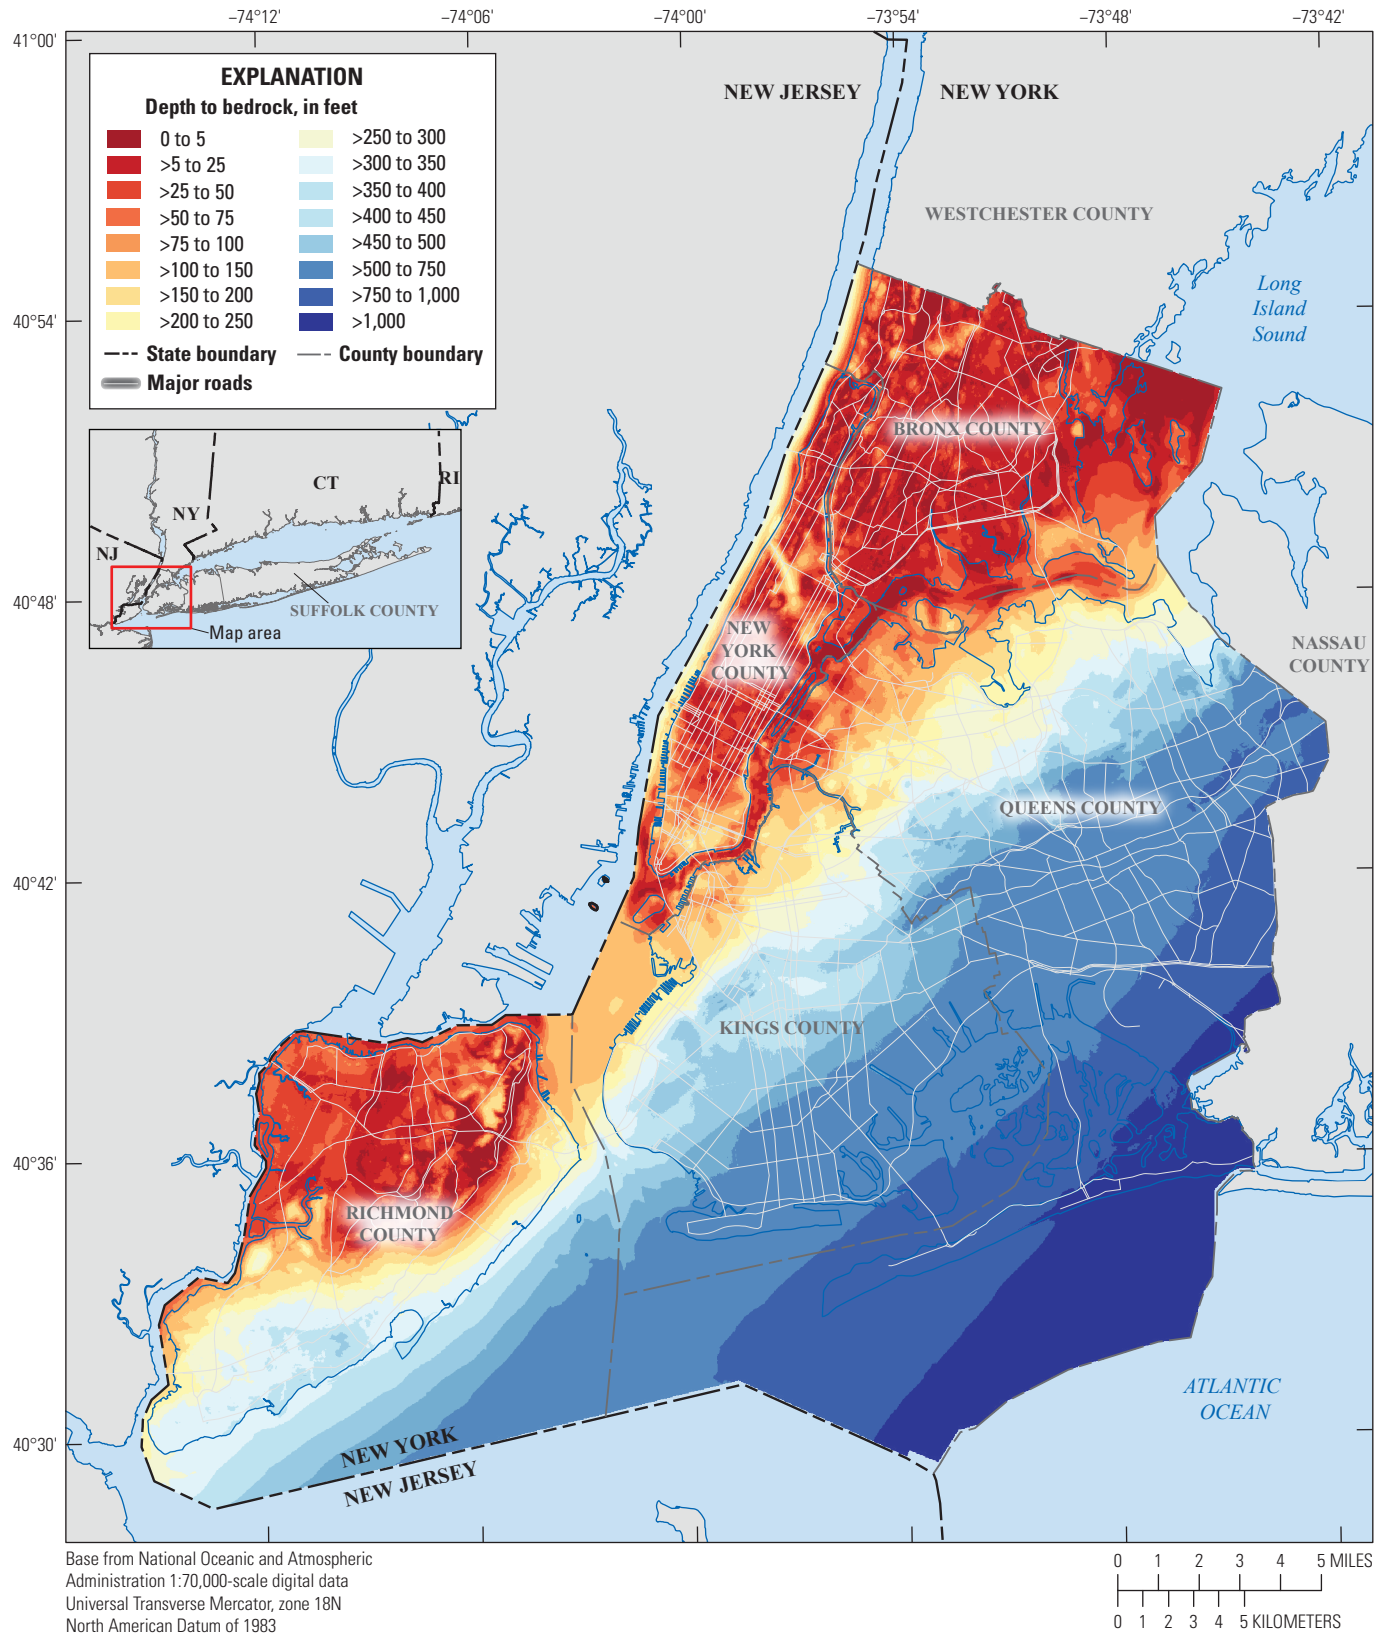 −74°12' −74°06' −74°00' −73°54' −73°48' −73°42'
41°00'
40°54'
40°48'
40°42'
40°36'
40°30'
EXPLANATION
Depth to bedrock, in feet
0 to 5
>5 to 25
>25 to 50
>50 to 75
>75 to 100
>100 to 150
>150 to 200
>200 to 250
>250 to 300
>300 to 350
>350 to 400
>400 to 450
>450 to 500
>500 to 750
>750 to 1,000
>1,000
State boundary
County boundary
Major roads
CT
RI
NY
NJ
SUFFOLK COUNTY
Map area
NEW JERSEY
NEW YORK
WESTCHESTER COUNTY
Long
Island
Sound
BRONX COUNTY
NEW
YORK
COUNTY
NASSAU
COUNTY
QUEENS COUNTY
KINGS COUNTY
RICHMOND
COUNTY
ATLANTIC
OCEAN
NEW YORK
NEW JERSEY
Base from National Oceanic and Atmospheric
Administration 1:70,000-scale digital data
Universal Transverse Mercator, zone 18N
North American Datum of 1983
0 1 2 3 4 5 MILES
0 1 2 3 4 5 KILOMETERS